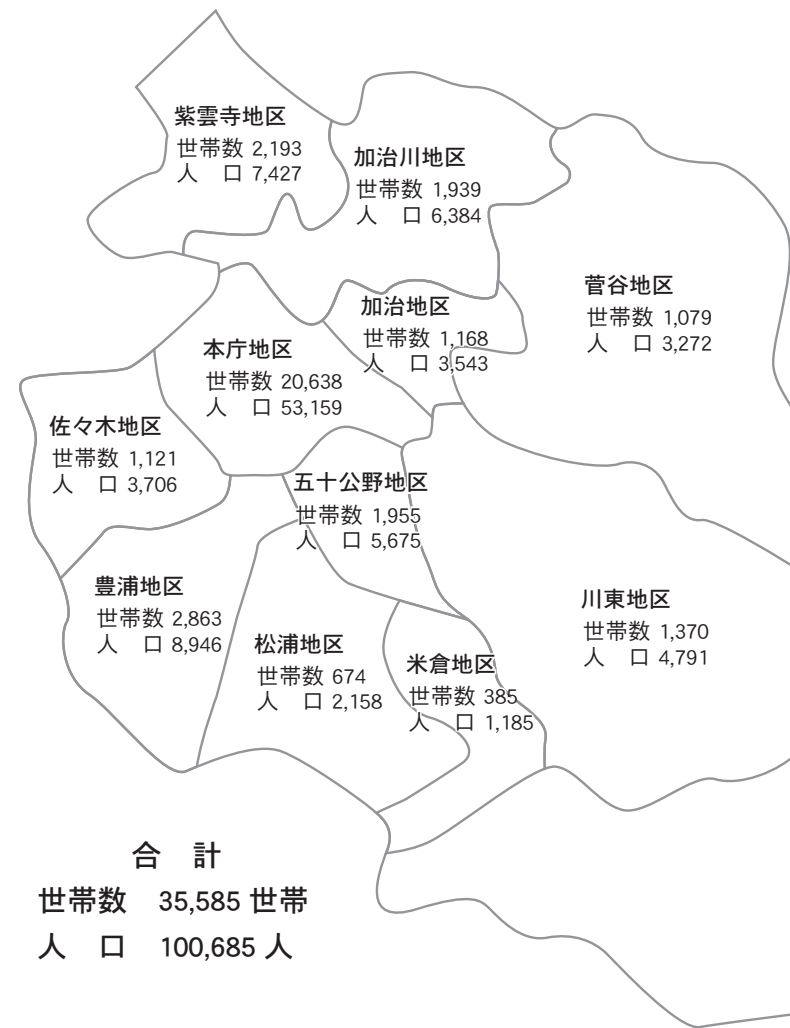 紫雲寺地区
世帯数 2,193
人　口 7,427
加治川地区
世帯数 1,939
人　口 6,384
菅谷地区
世帯数 1,079
人　口 3,272
加治地区
世帯数 1,168
人　口 3,543
本庁地区
世帯数 20,638
人　口 53,159
佐々木地区
世帯数 1,121
人　口 3,706
五十公野地区
世帯数 1,955
人　口 5,675
豊浦地区
世帯数 2,863
人　口 8,946
川東地区
世帯数 1,370
人　口 4,791
松浦地区
世帯数 674
人　口 2,158
米倉地区
世帯数 385
人　口 1,185
合　計
世帯数　35,585 世帯
人　口　100,685 人